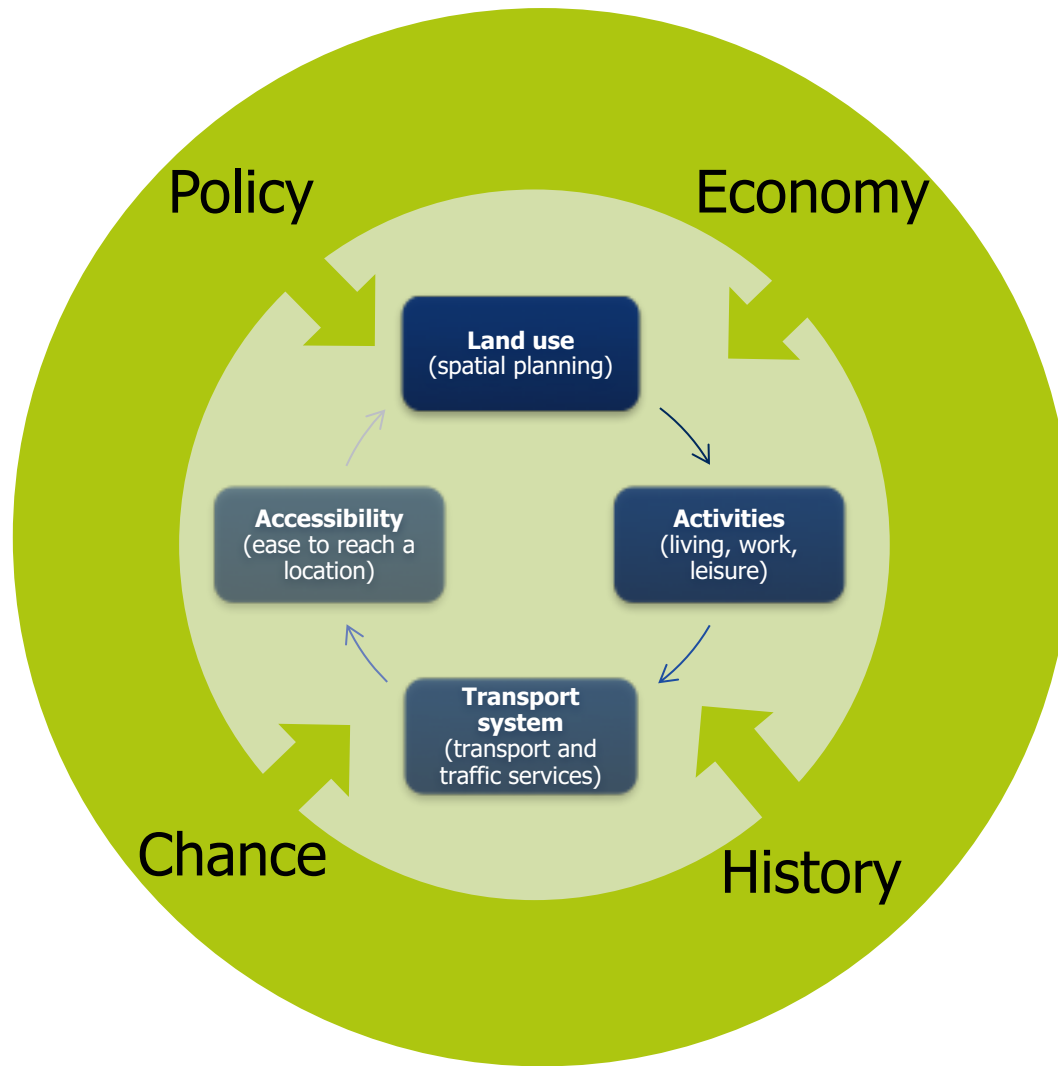 Policy
Economy
Land use
(spatial planning)
Accessibility
(ease to reach a
location)
Activities
(living, work,
leisure)
Transport
system
(transport and
traffic services)
Chance
History